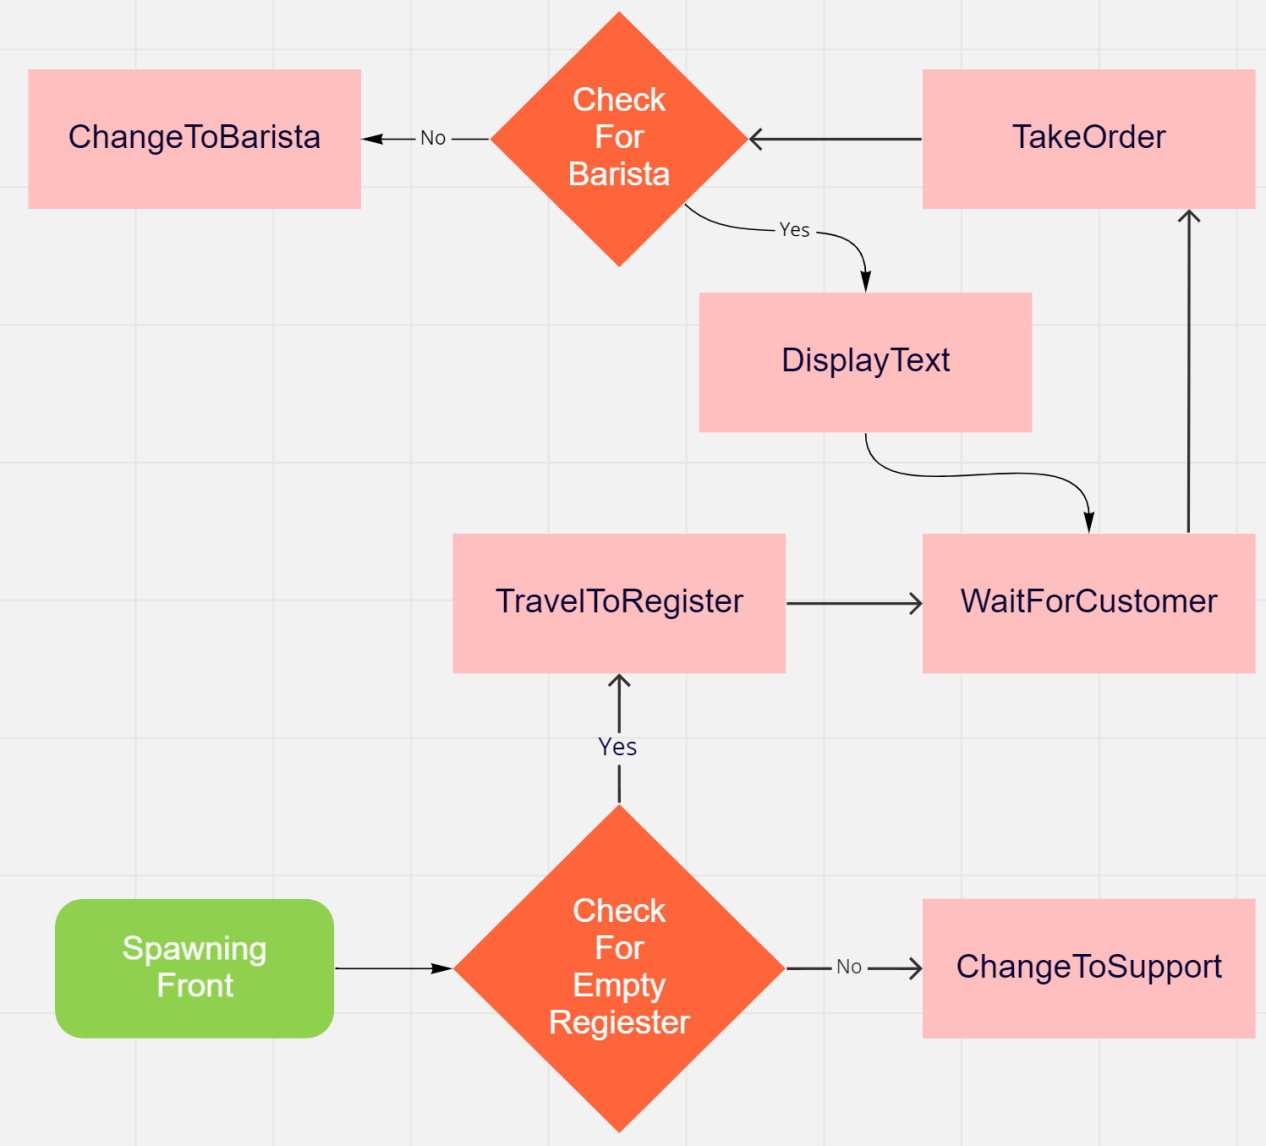 Check
For
Barista
ChangeToBarista
No
TakeOrder
Yes
DisplayText
TravelToRegister
WaitForCustomer
Yes
Spawning
Front
Check
For
Empty
Regiester
No
ChangeToSupport